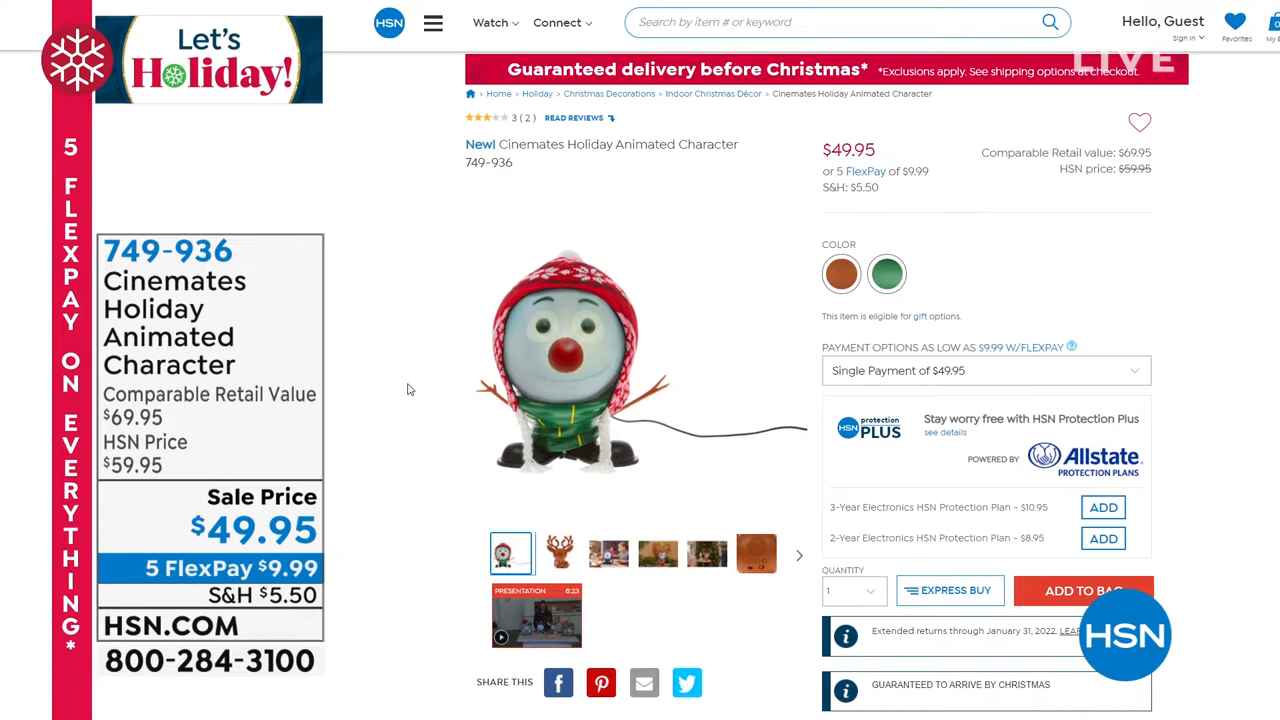 Let's
Holiday!
5 FLEXPAY ON EVERYTHING*
749-936
Cinemates
Holiday
Animated
Character
Comparable Retail Value
$69.95
HSN Price
$59.95
Sale Price
$49.95
5 FlexPay $9.99
S&H $5.50
HSN.COM
800-284-3100
HSN
Watch
Connect
Search by item # or keyword
Hello, Guest
Sign in
Favorites
0
LIVE
Guaranteed delivery before Christmas* *Exclusions apply. See shipping options at checkout.
> Home > Holiday > Christmas Decorations > Indoor Christmas Décor > Cinemates Holiday Animated Character
3 ( 2 ) READ REVIEWS
New! Cinemates Holiday Animated Character
749-936
$49.95
or 5 FlexPay of $9.99
S&H: $5.50
Comparable Retail value: $69.95
HSN price: $59.95
COLOR
This item is eligible for gift options.
PAYMENT OPTIONS AS LOW AS $9.99 W/FLEXPAY ?
Single Payment of $49.95
HSN protection PLUS
Stay worry free with HSN Protection Plus
see details
POWERED BY Allstate
PROTECTION PLANS
3-Year Electronics HSN Protection Plan - $10.95 ADD
2-Year Electronics HSN Protection Plan - $8.95 ADD
QUANTITY
1
EXPRESS BUY
ADD TO BAG
PRESENTATION 6:23
SHARE THIS
Extended returns through January 31, 2022.
GUARANTEED TO ARRIVE BY CHRISTMAS
HSN